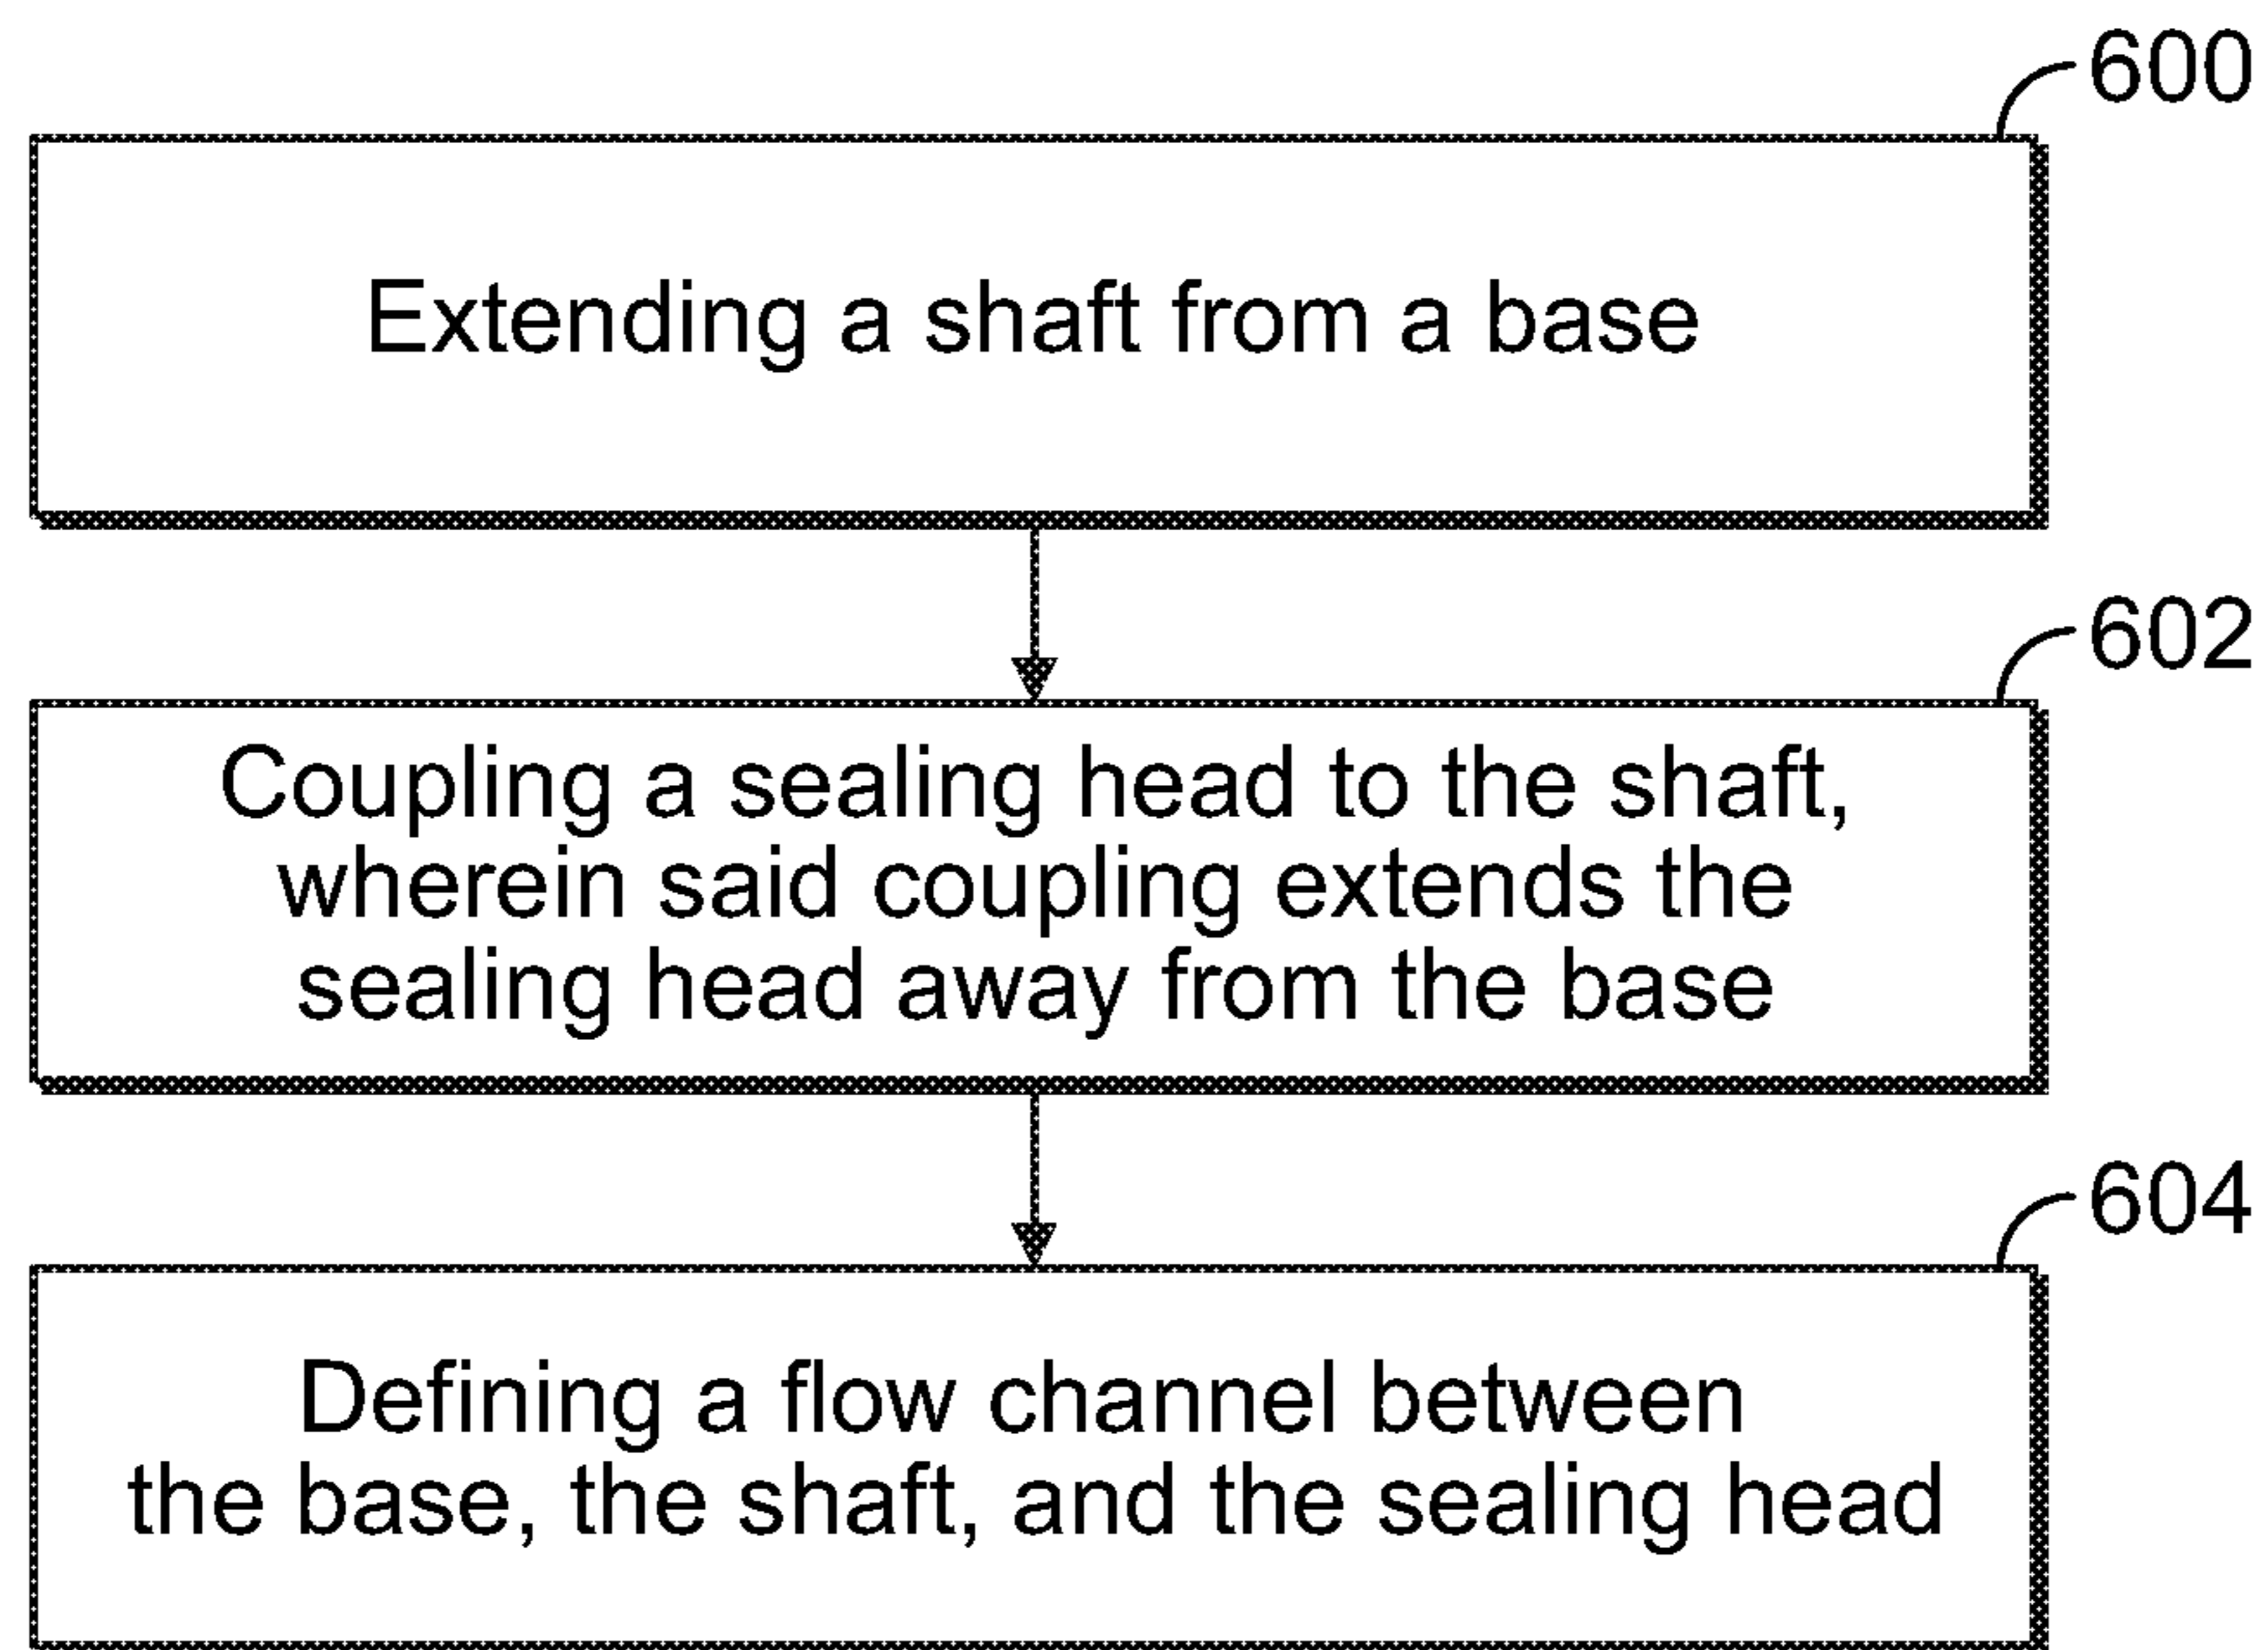 600
Extending a shaft from a base
602
Coupling a sealing head to the shaft,
wherein said coupling extends the
sealing head away from the base
604
Defining a flow channel between
the base, the shaft, and the sealing head